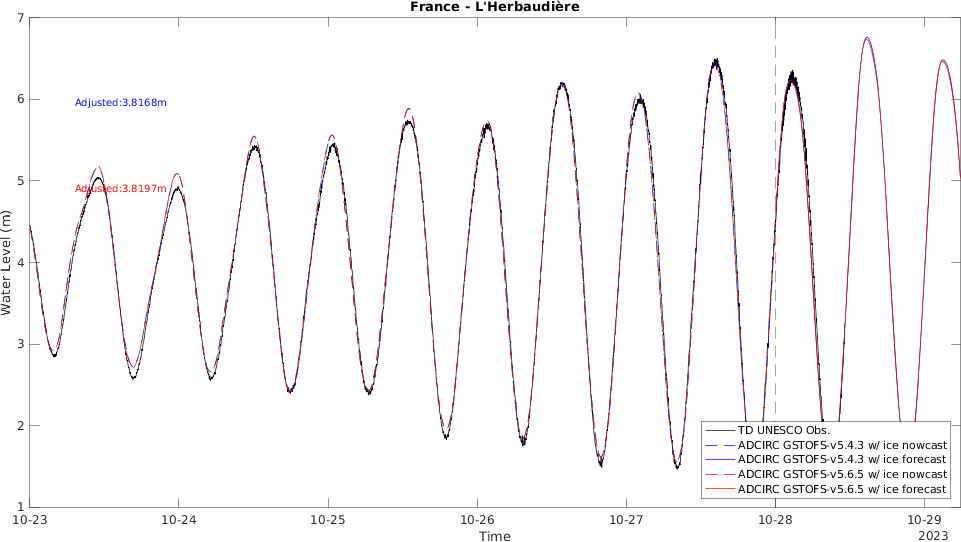 France - L'Herbaudière
7
6
5
4
3
2
1
Water Level (m)
Adjusted:3.8168m
Adjusted:3.8197m
TD UNESCO Obs.
ADCIRC GSTOFS-v5.4.3 w/ ice nowcast
ADCIRC GSTOFS-v5.4.3 w/ ice forecast
ADCIRC GSTOFS-v5.6.5 w/ ice nowcast
ADCIRC GSTOFS-v5.6.5 w/ ice forecast
10-23 10-24 10-25 10-26 10-27 10-28 10-29
Time
2023